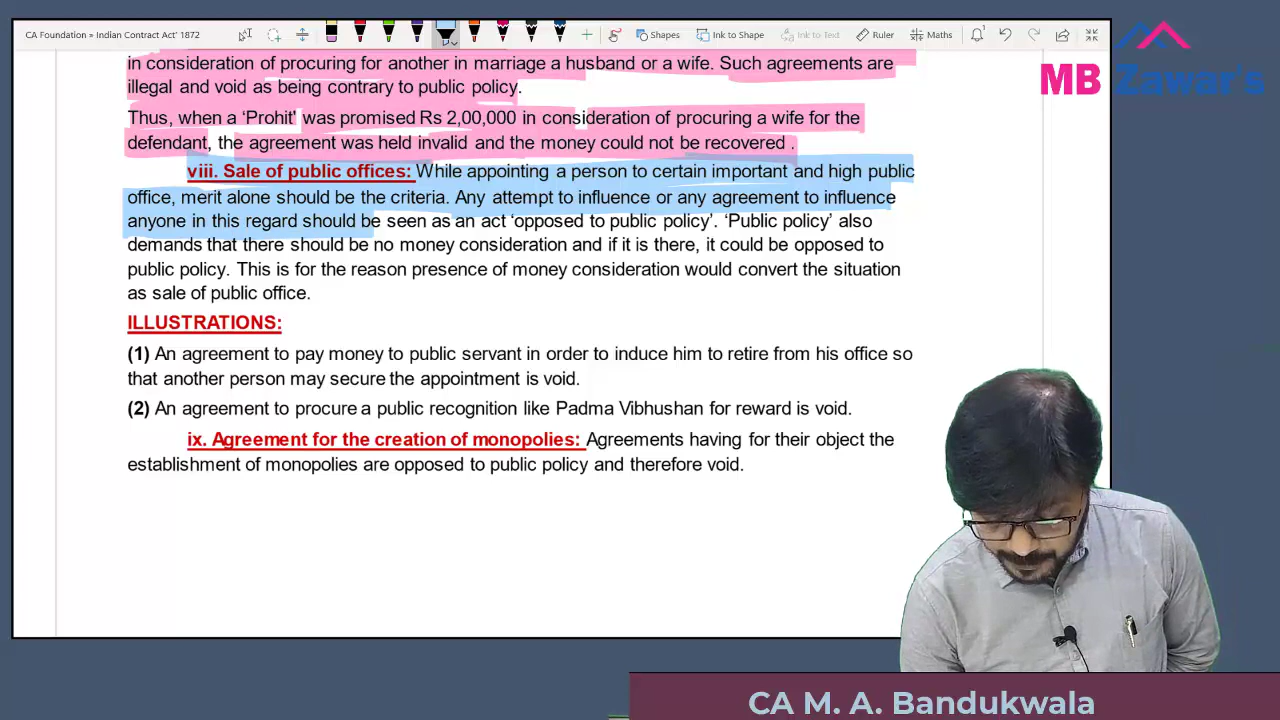 CA Foundation = Indian Contract Act' 1872
Shapes
Ink to Shape
Ink to Text
Ruler
Maths
MB Zawar's
in consideration of procuring for another in marriage a husband or a wife. Such agreements are
illegal and void as being contrary to public policy.
Thus, when a ‘Prohit' was promised Rs 2,00,000 in consideration of procuring a wife for the
defendant, the agreement was held invalid and the money could not be recovered .
viii. Sale of public offices: While appointing a person to certain important and high public
office, merit alone should be the criteria. Any attempt to influence or any agreement to influence
anyone in this regard should be seen as an act ‘opposed to public policy’. ‘Public policy’ also
demands that there should be no money consideration and if it is there, it could be opposed to
public policy. This is for the reason presence of money consideration would convert the situation
as sale of public office.
ILLUSTRATIONS:
(1) An agreement to pay money to public servant in order to induce him to retire from his office so
that another person may secure the appointment is void.
(2) An agreement to procure a public recognition like Padma Vibhushan for reward is void.
ix. Agreement for the creation of monopolies: Agreements having for their object the
establishment of monopolies are opposed to public policy and therefore void.
CA M. A. Bandukwala